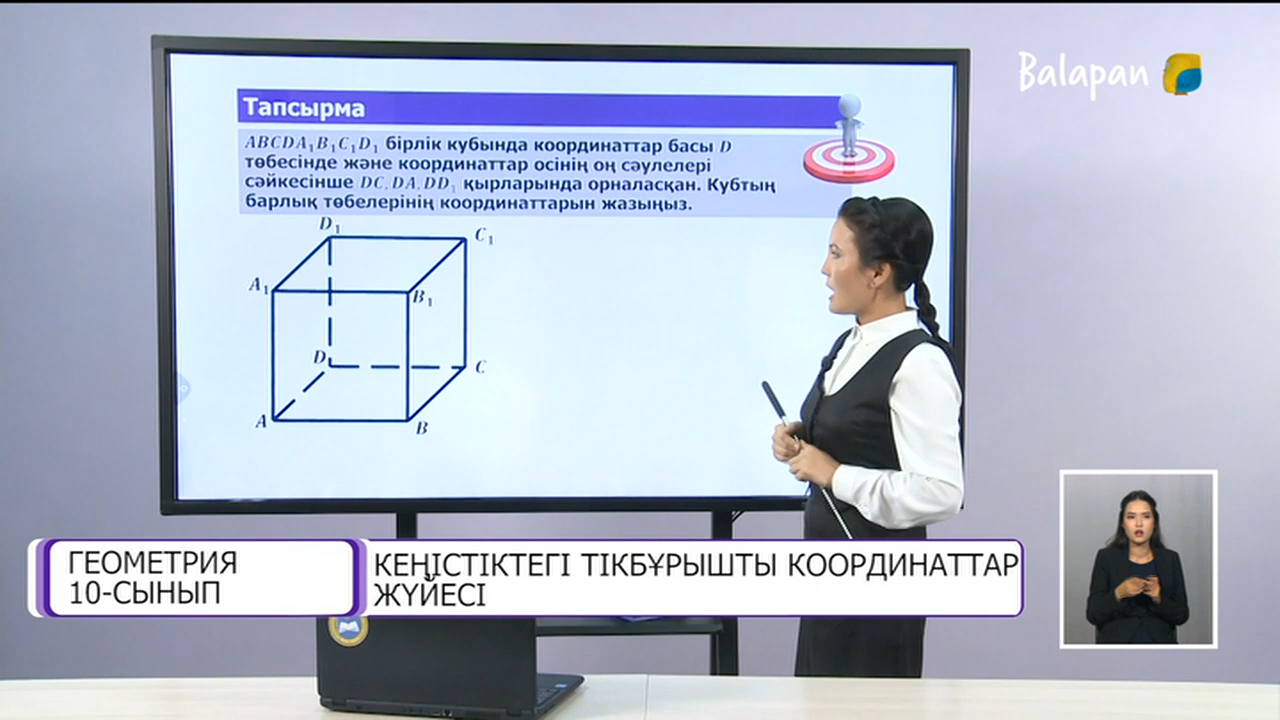 Balapan
Тапсырма
ABCDA₁B₁C₁D₁ бірлік кубында координаттар басы D
төбесінде және координаттар осінің оң сәулелері
сәйкесінше DC, DA, DD₁ қырларында орналасқан. Кубтың
барлық төбелерінің координаттарын жазыңыз.
D₁
C₁
A₁
B₁
D
C
A
B
ГЕОМЕТРИЯ
10-СЫНЫП
КЕҢІСТІКТЕГІ ТІКБҰРЫШТЫ КООРДИНАТТАР
ЖҮЙЕСІ